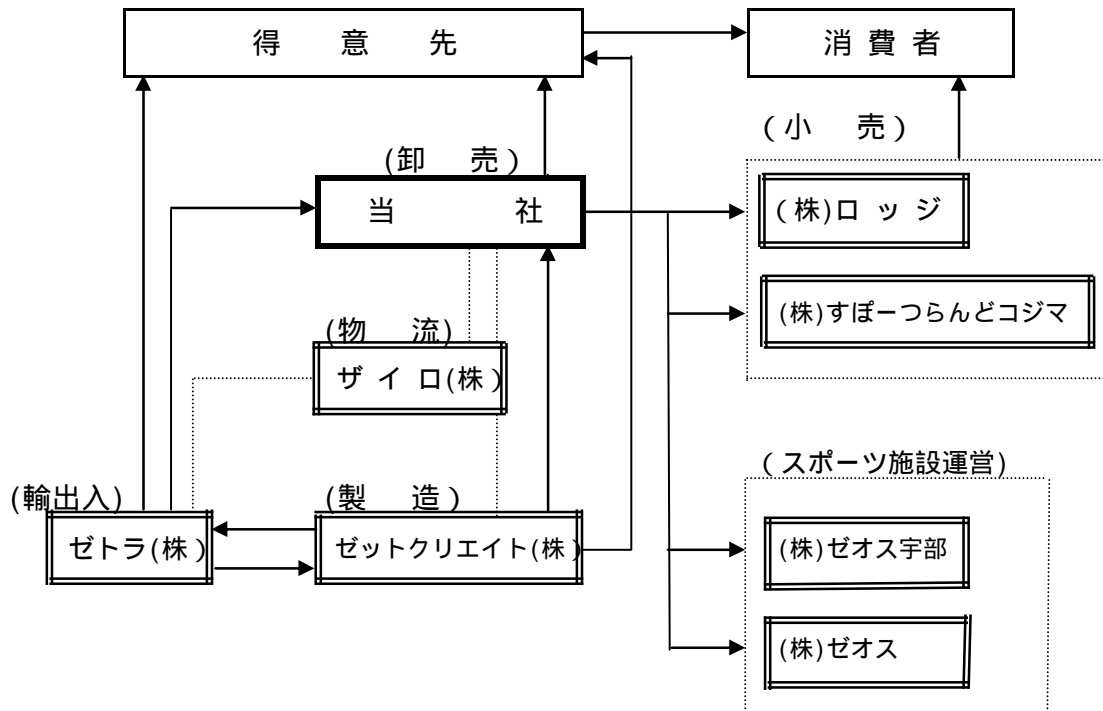 得 意 先
消 費 者
(小 売)
(卸 売)
当 社
(株)ロ ッ ジ
(株)すぽーつらんどコジマ
(物 流)
ザ イ ロ(株)
(スポーツ施設運営)
(輸出入)
(製 造)
ゼトラ(株)
ゼットクリエイト(株)
(株)ゼオス宇部
(株)ゼオス